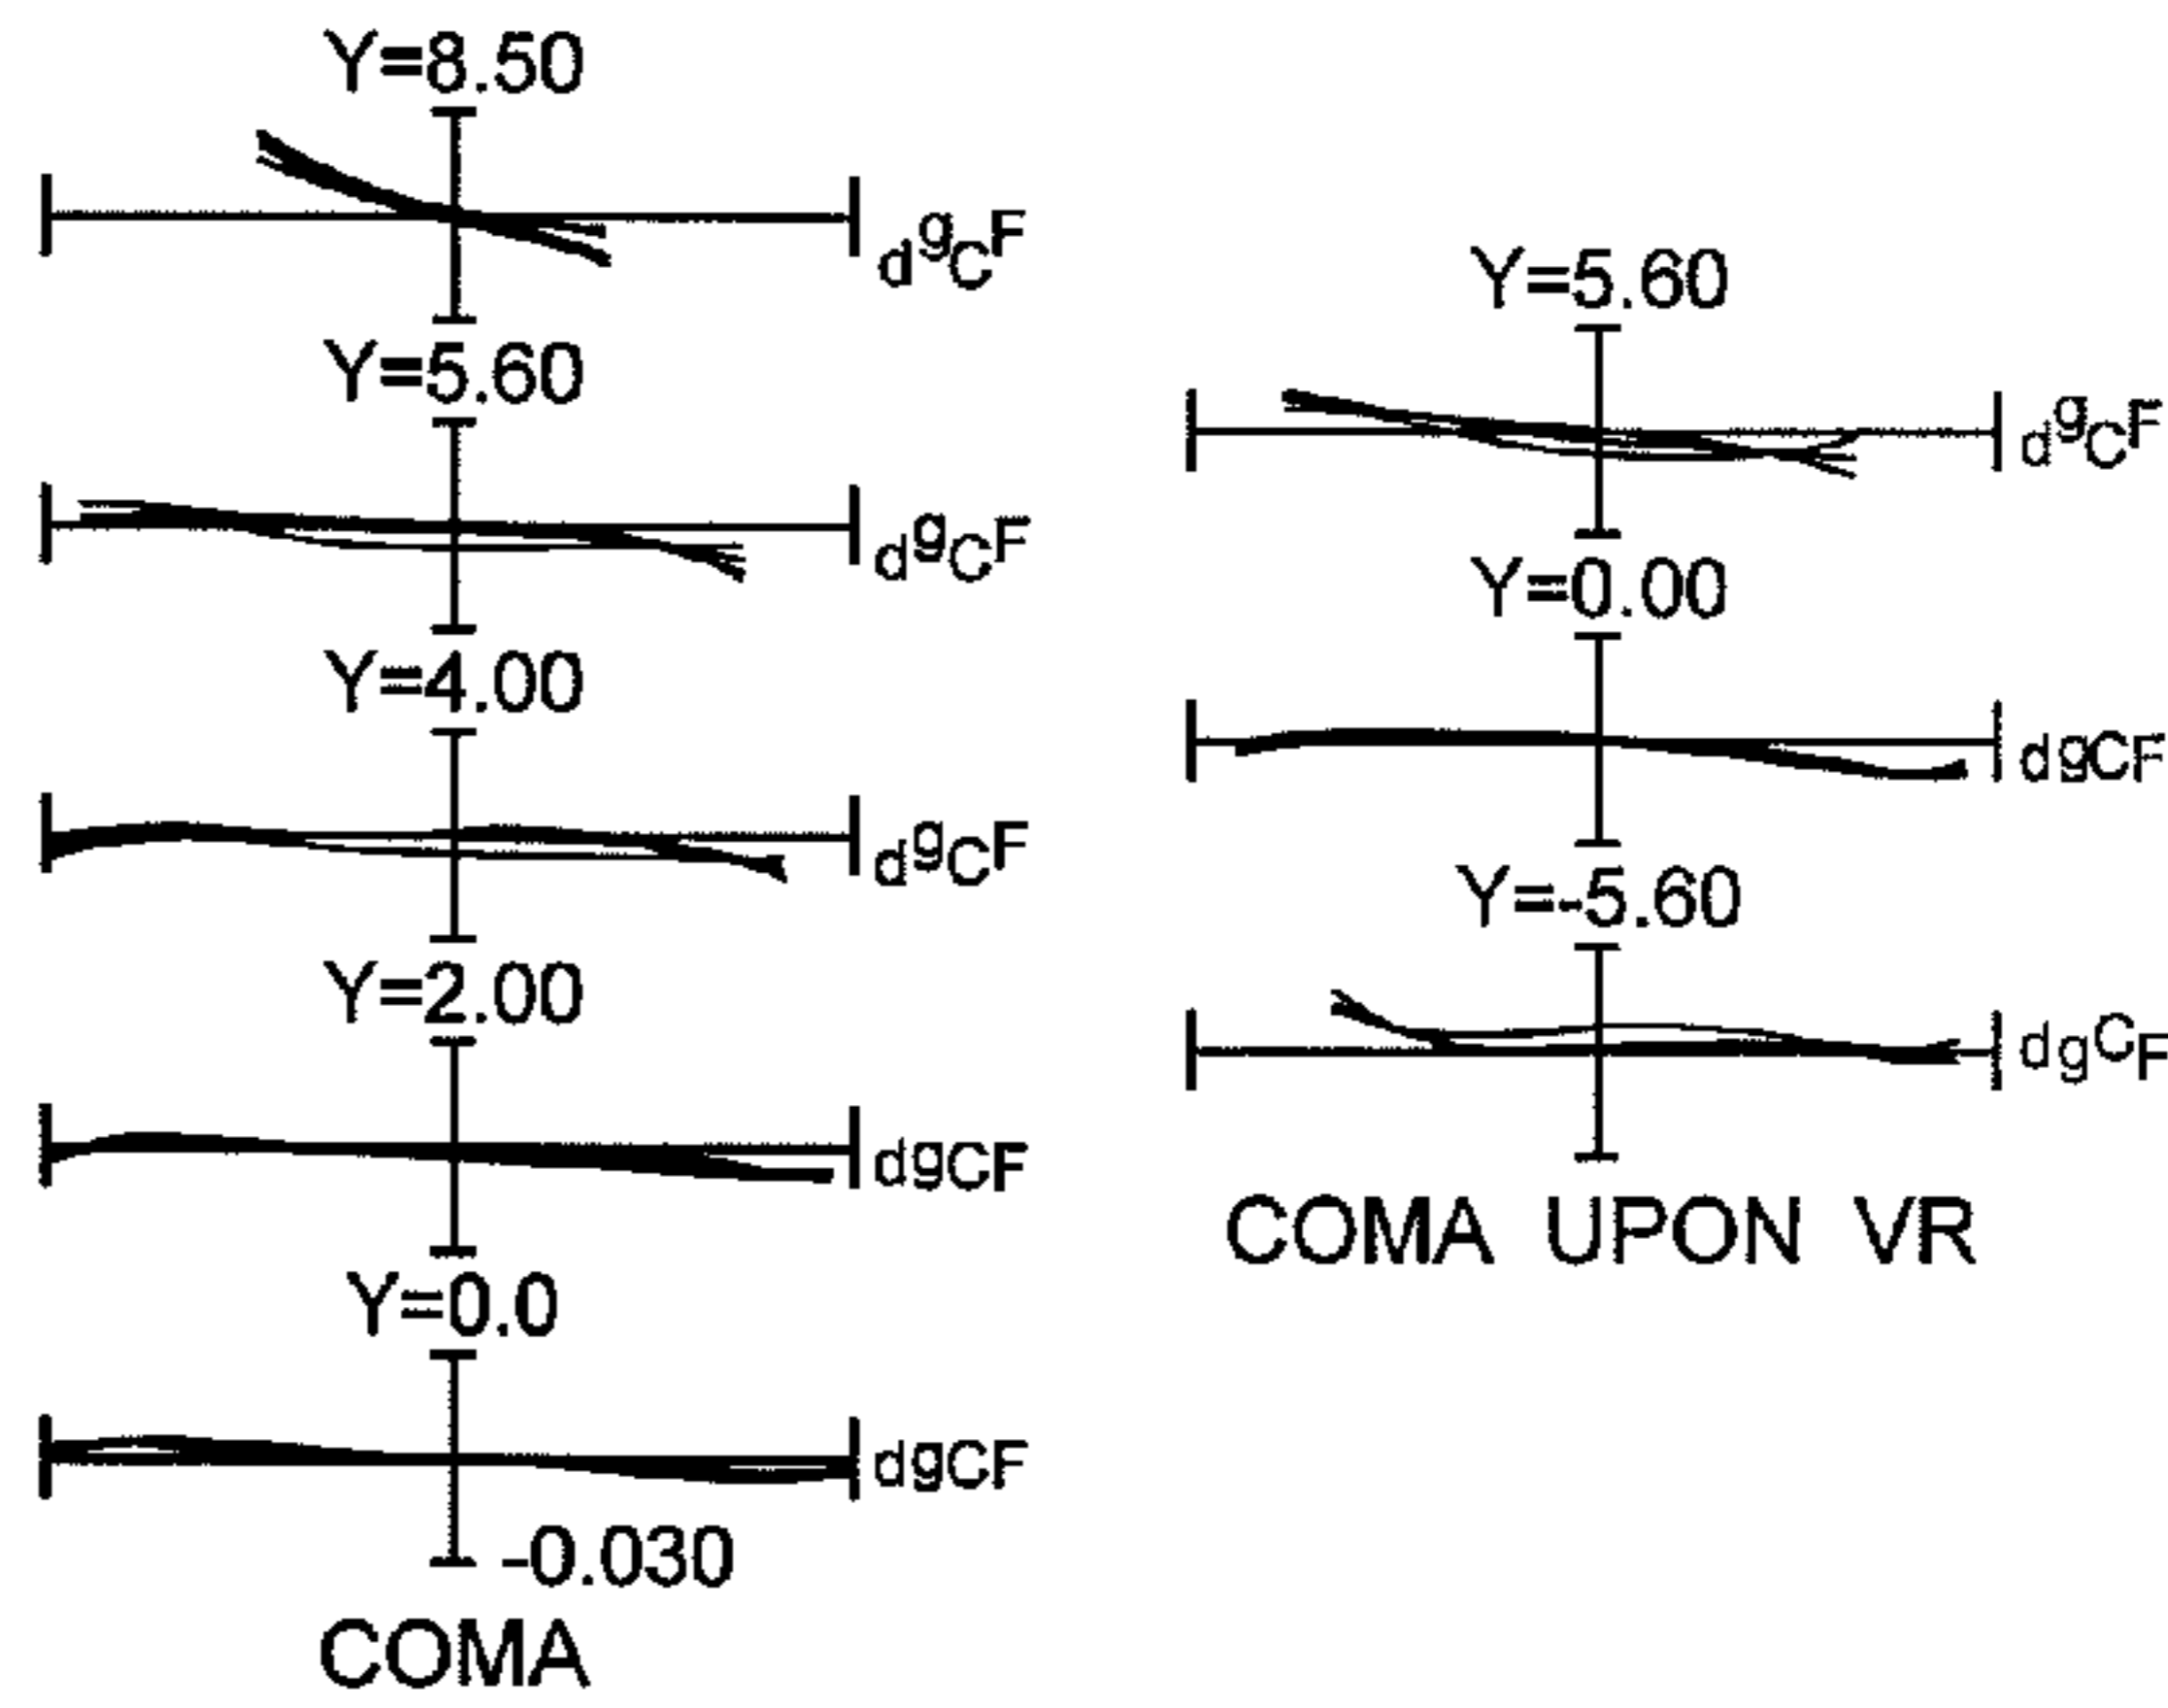 Y=8.50
dgCF
Y=5.60
dgCF
Y=4.00
dgCF
Y=2.00
dgCF
Y=0.0
dgCF
-0.030
COMA
Y=5.60
dgCF
Y=0.00
dgCF
Y=-5.60
dgCF
COMA UPON VR